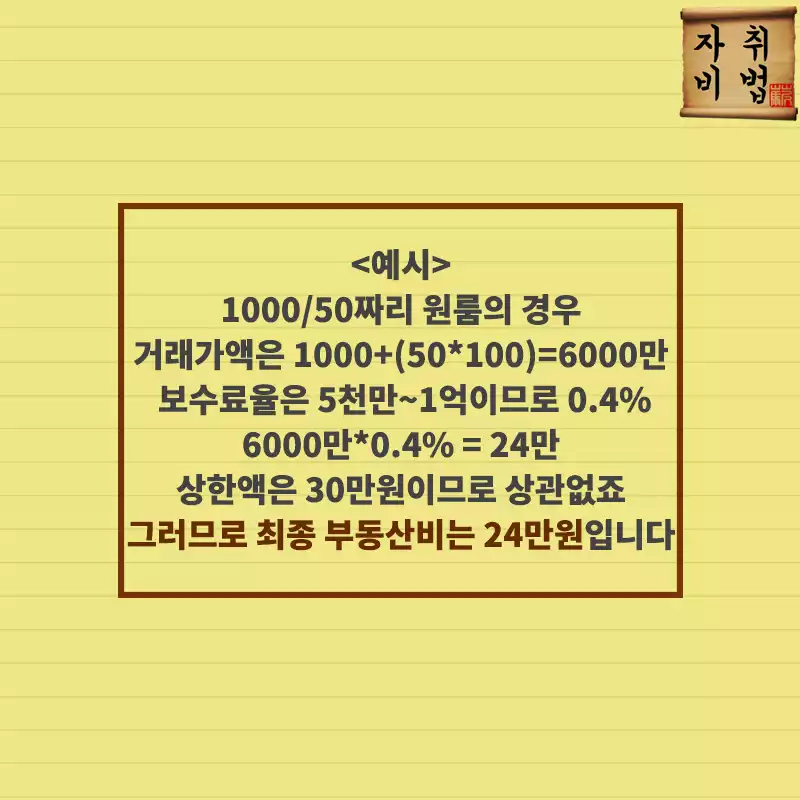 자취
비법
<예시>
1000/50짜리 원룸의 경우
거래가액은 1000+(50*100)=6000만
보수료율은 5천만~1억이므로 0.4%
6000만*0.4% = 24만
상한액은 30만원이므로 상관없죠
그러므로 최종 부동산비는 24만원입니다